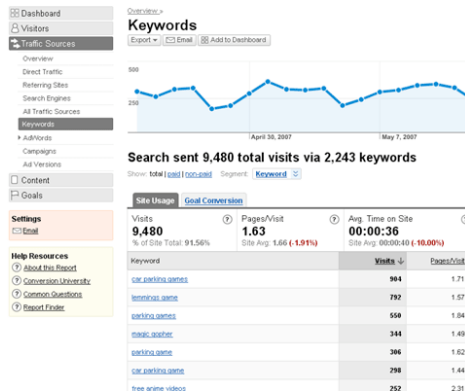 Dashboard
Visitors
Traffic Sources
Overview
Direct Traffic
Referring Sites
Search Engines
All Traffic Sources
Keywords
AdWords
Campaigns
Ad Versions
Content
Goals
Settings
Email
Help Resources
About this Report
Conversion University
Common Questions
Report Finder
Overview »
Keywords
Export Email Add to Dashboard
500
250
April 30, 2007 May 7, 2007
Search sent 9,480 total visits via 2,243 keywords
Show: total | paid | non-paid Segment: Keyword
Site Usage Goal Conversion
Visits ? Pages/Visit ? Avg. Time on Site ?
9,480 1.63 00:00:36
% of Site Total: 91.56% Site Avg: 1.66 (-1.91%) Site Avg: 00:00:40 (-10.00%)
Keyword Visits ↓ Pages/Visit
car parking games 904 1.71
lemmings game 792 1.57
parking games 550 1.84
magic gopher 344 1.49
parking game 306 1.62
car parking game 298 1.44
free anime videos 252 2.31